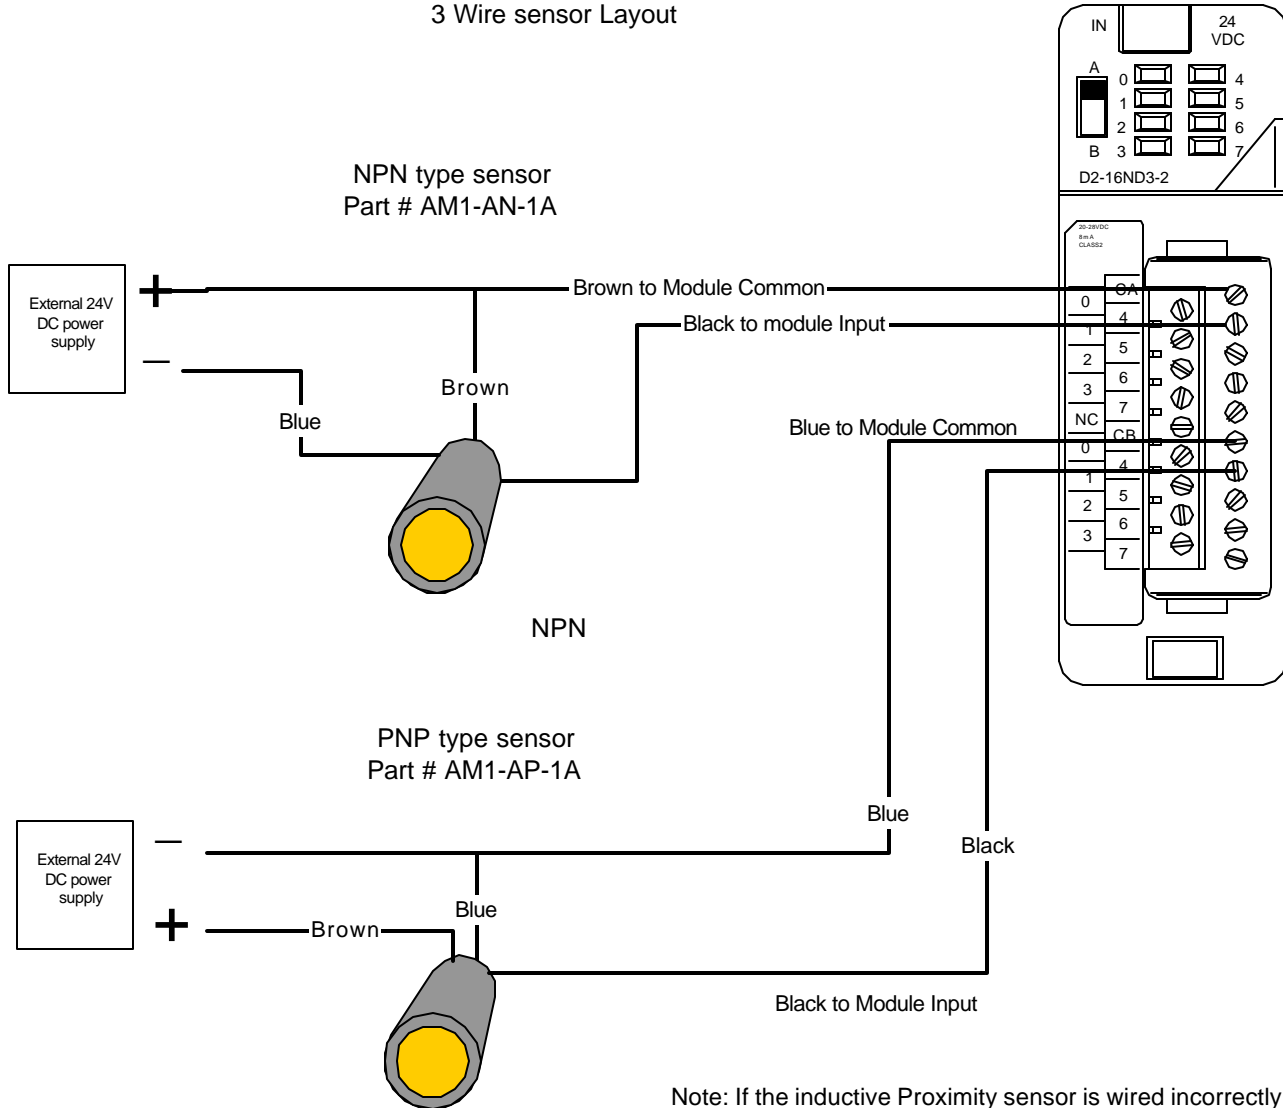 3 Wire sensor Layout
IN
24
VDC
A
B
0
1
2
3
4
5
6
7
D2-16ND3-2
NPN type sensor
Part # AM1-AN-1A
20-28VDC
8mA
CLASS2
External 24V
DC power
supply
+
−
Brown to Module Common
Black to module Input
Brown
Blue
Blue to Module Common
0
1
2
3
NC
0
1
2
3
CA
4
5
6
7
CB
4
5
6
7
NPN
PNP type sensor
Part # AM1-AP-1A
External 24V
DC power
supply
−
+
Blue
Black
Blue
Brown
Black to Module Input
Note: If the inductive Proximity sensor is wired incorrectly